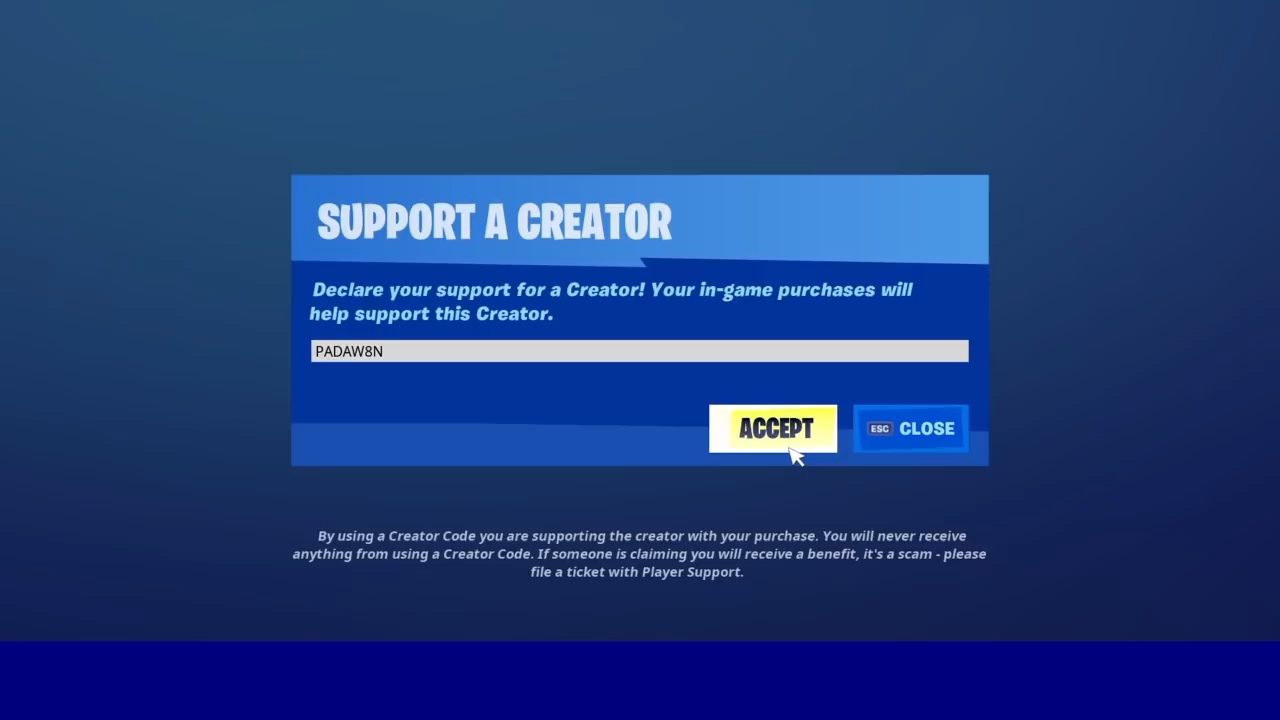 SUPPORT A CREATOR
Declare your support for a Creator! Your in-game purchases will
help support this Creator.
PADAW8N
ACCEPT
ESC CLOSE
By using a Creator Code you are supporting the creator with your purchase. You will never receive
anything from using a Creator Code. If someone is claiming you will receive a benefit, it's a scam - please
file a ticket with Player Support.